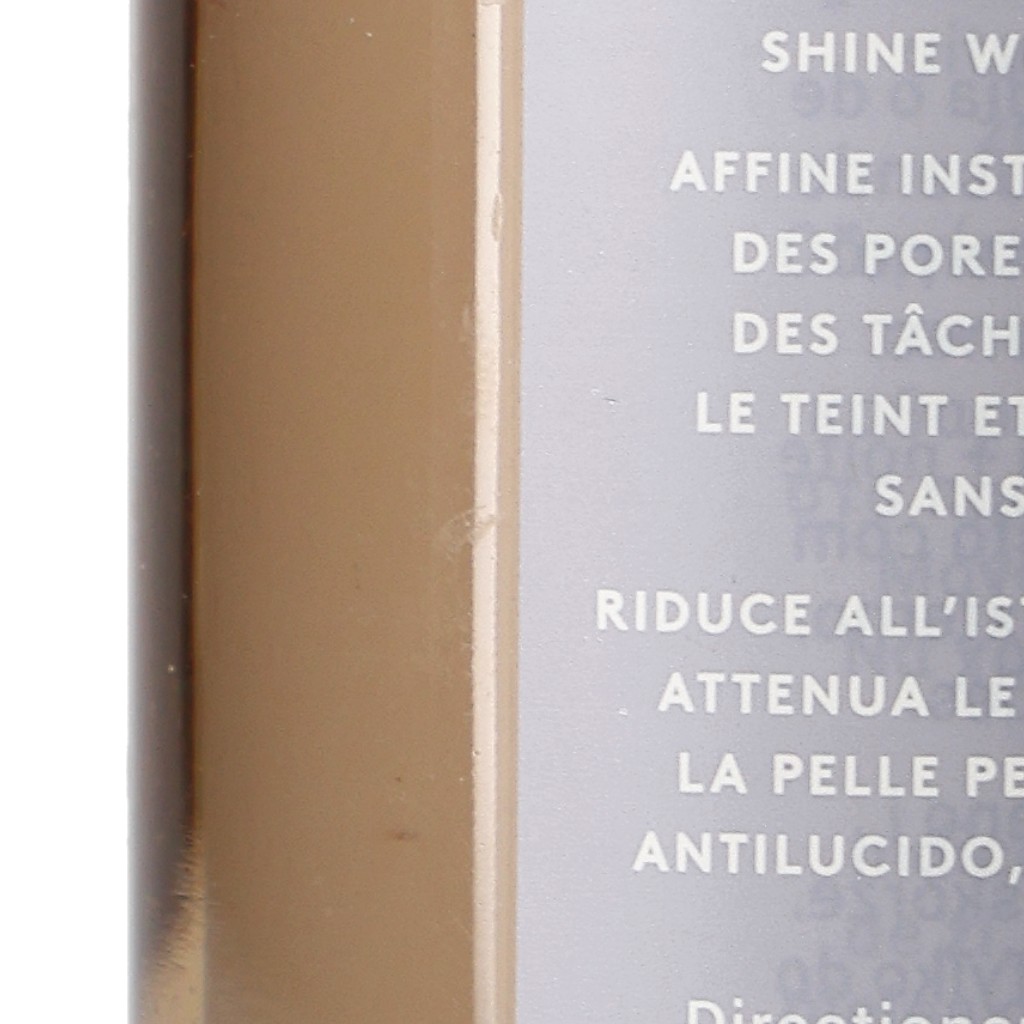 SHINE W
AFFINE INST
DES PORE
DES TÂCH
LE TEINT ET
SANS
RIDUCE ALL'IST
ATTENUA LE
LA PELLE PE
ANTILUCIDO,